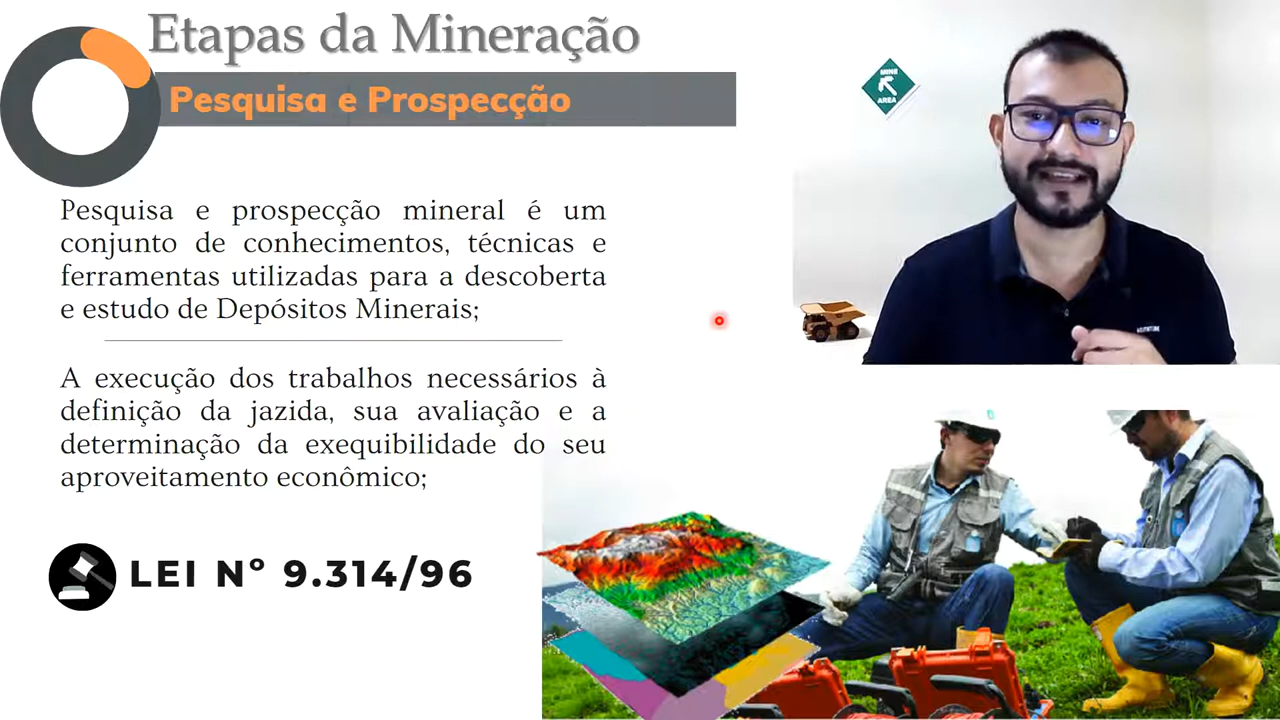 Etapas da Mineração
Pesquisa e Prospecção
MINE
AREA
Pesquisa e prospecção mineral é um
conjunto de conhecimentos, técnicas e
ferramentas utilizadas para a descoberta
e estudo de Depósitos Minerais;
A execução dos trabalhos necessários à
definição da jazida, sua avaliação e a
determinação da exequibilidade do seu
aproveitamento econômico;
LEI Nº 9.314/96